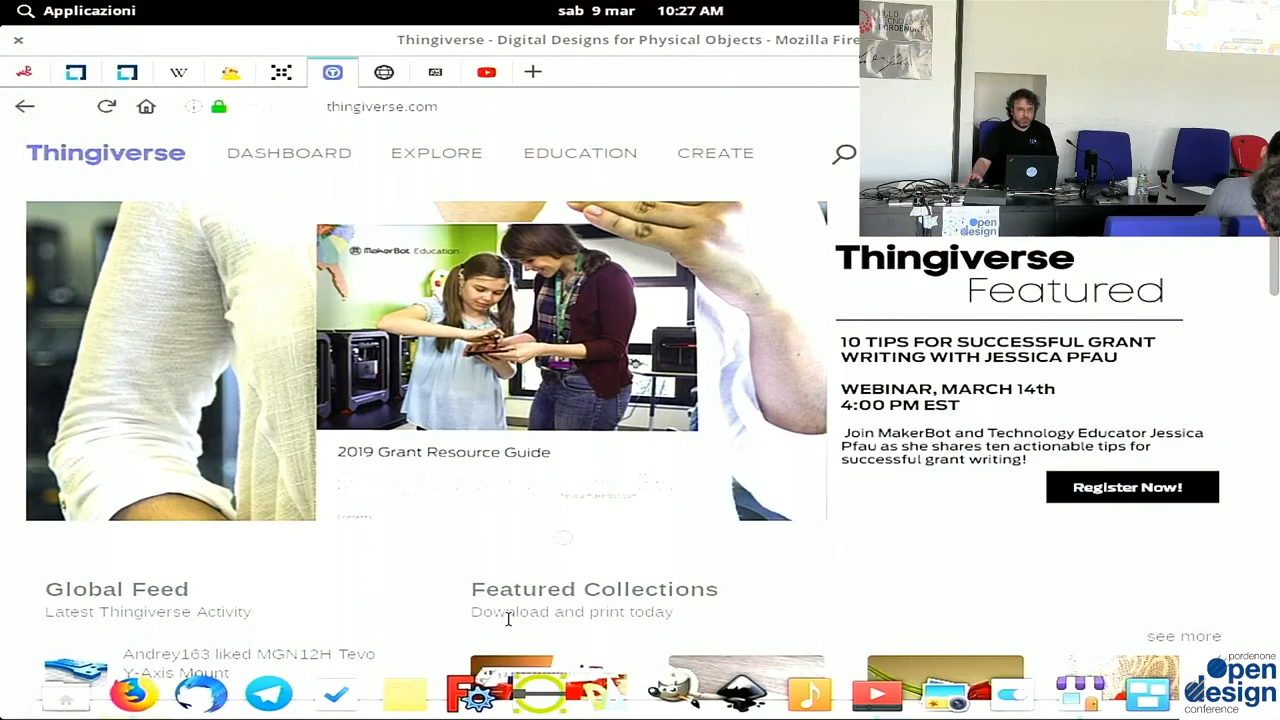 Applicazioni
sab 9 mar 10:27 AM
Thingiverse - Digital Designs for Physical Objects - Mozilla Fire
W
thingiverse.com
Thingiverse DASHBOARD EXPLORE EDUCATION CREATE
MakerBot Education
2019 Grant Resource Guide
Contents
Thingiverse
Featured
10 TIPS FOR SUCCESSFUL GRANT
WRITING WITH JESSICA PFAU
WEBINAR, MARCH 14th
4:00 PM EST
Join MakerBot and Technology Educator Jessica
Pfau as she shares ten actionable tips for
successful grant writing!
Register Now!
Global Feed
Latest Thingiverse Activity
Featured Collections
Download and print today
see more
Andrey163 liked MGN12H Tevo
Y-Axis Mount
open
design
pordenone
open
design
conference